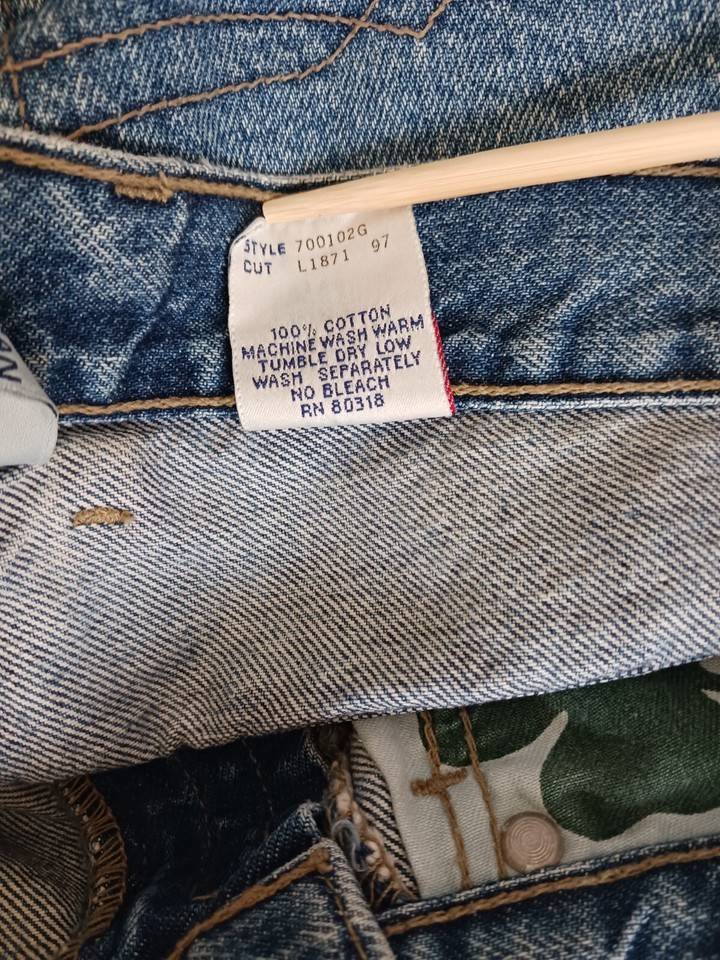 STYLE 700102G
CUT L1871 97
100% COTTON
MACHINE WASH WARM
TUMBLE DRY LOW
WASH SEPARATELY
NO BLEACH
RN 80318